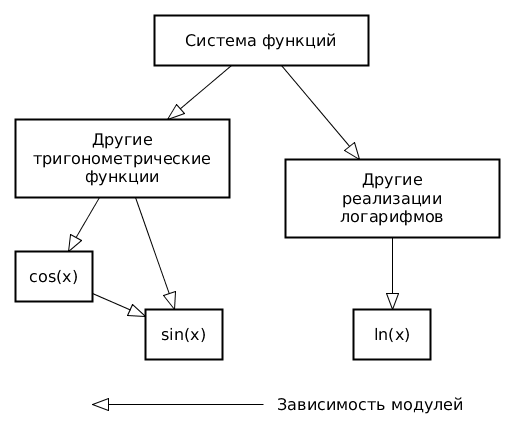 Система функций
Другие
тригонометрические
функции
Другие
реализации
логарифмов
cos(x)
sin(x)
ln(x)
Зависимость модулей